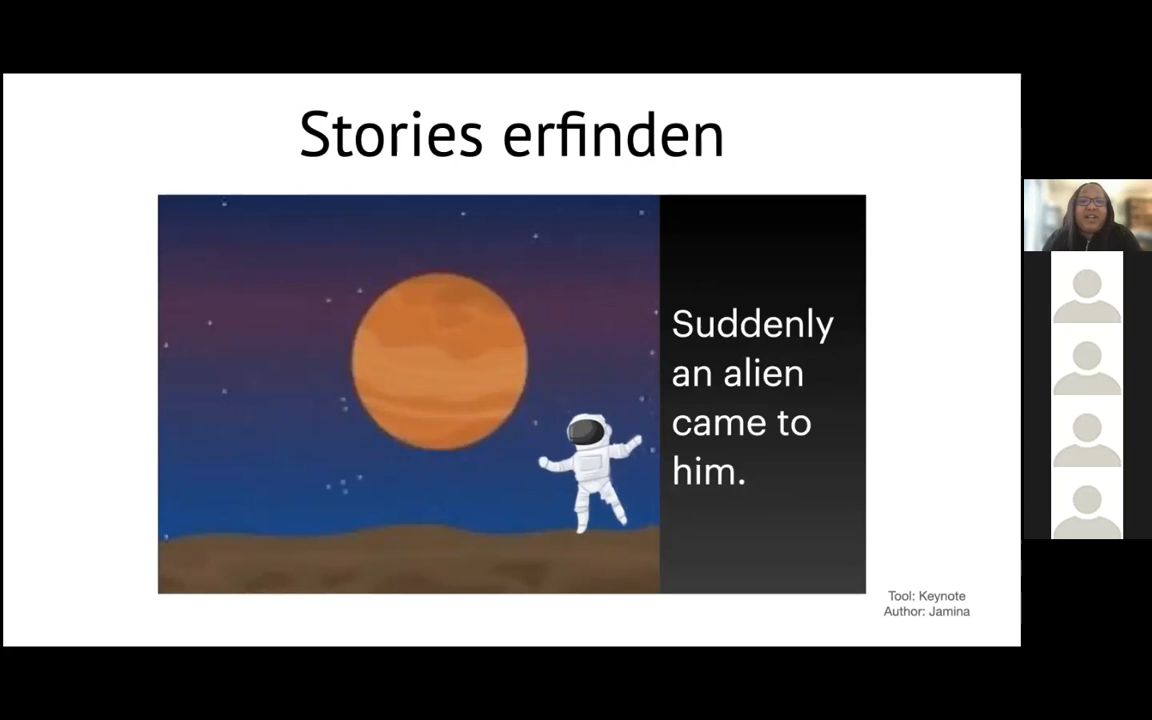 Stories erfinden
Suddenly
an alien
came to
him.
Tool: Keynote
Author: Jamina